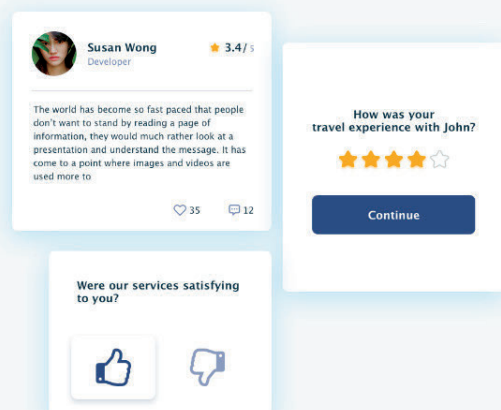 Susan Wong
3.4/5
Developer
The world has become so fast paced that people
don't want to stand by reading a page of
information, they would much rather look at a
presentation and understand the message. It has
come to a point where images and videos are
used more to
35
12
How was your
travel experience with John?
Continue
Were our services satisfying
to you?